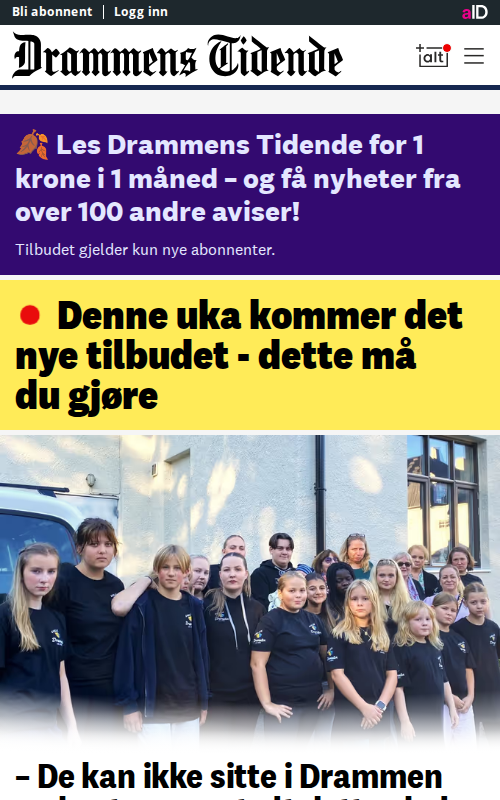 Bli abonnent | Logg inn
aID
Drammens Tidende
+alt
🍂 Les Drammens Tidende for 1
krone i 1 måned – og få nyheter fra
over 100 andre aviser!
Tilbudet gjelder kun nye abonnenter.
Denne uka kommer det
nye tilbudet - dette må
du gjøre
– De kan ikke sitte i Drammen